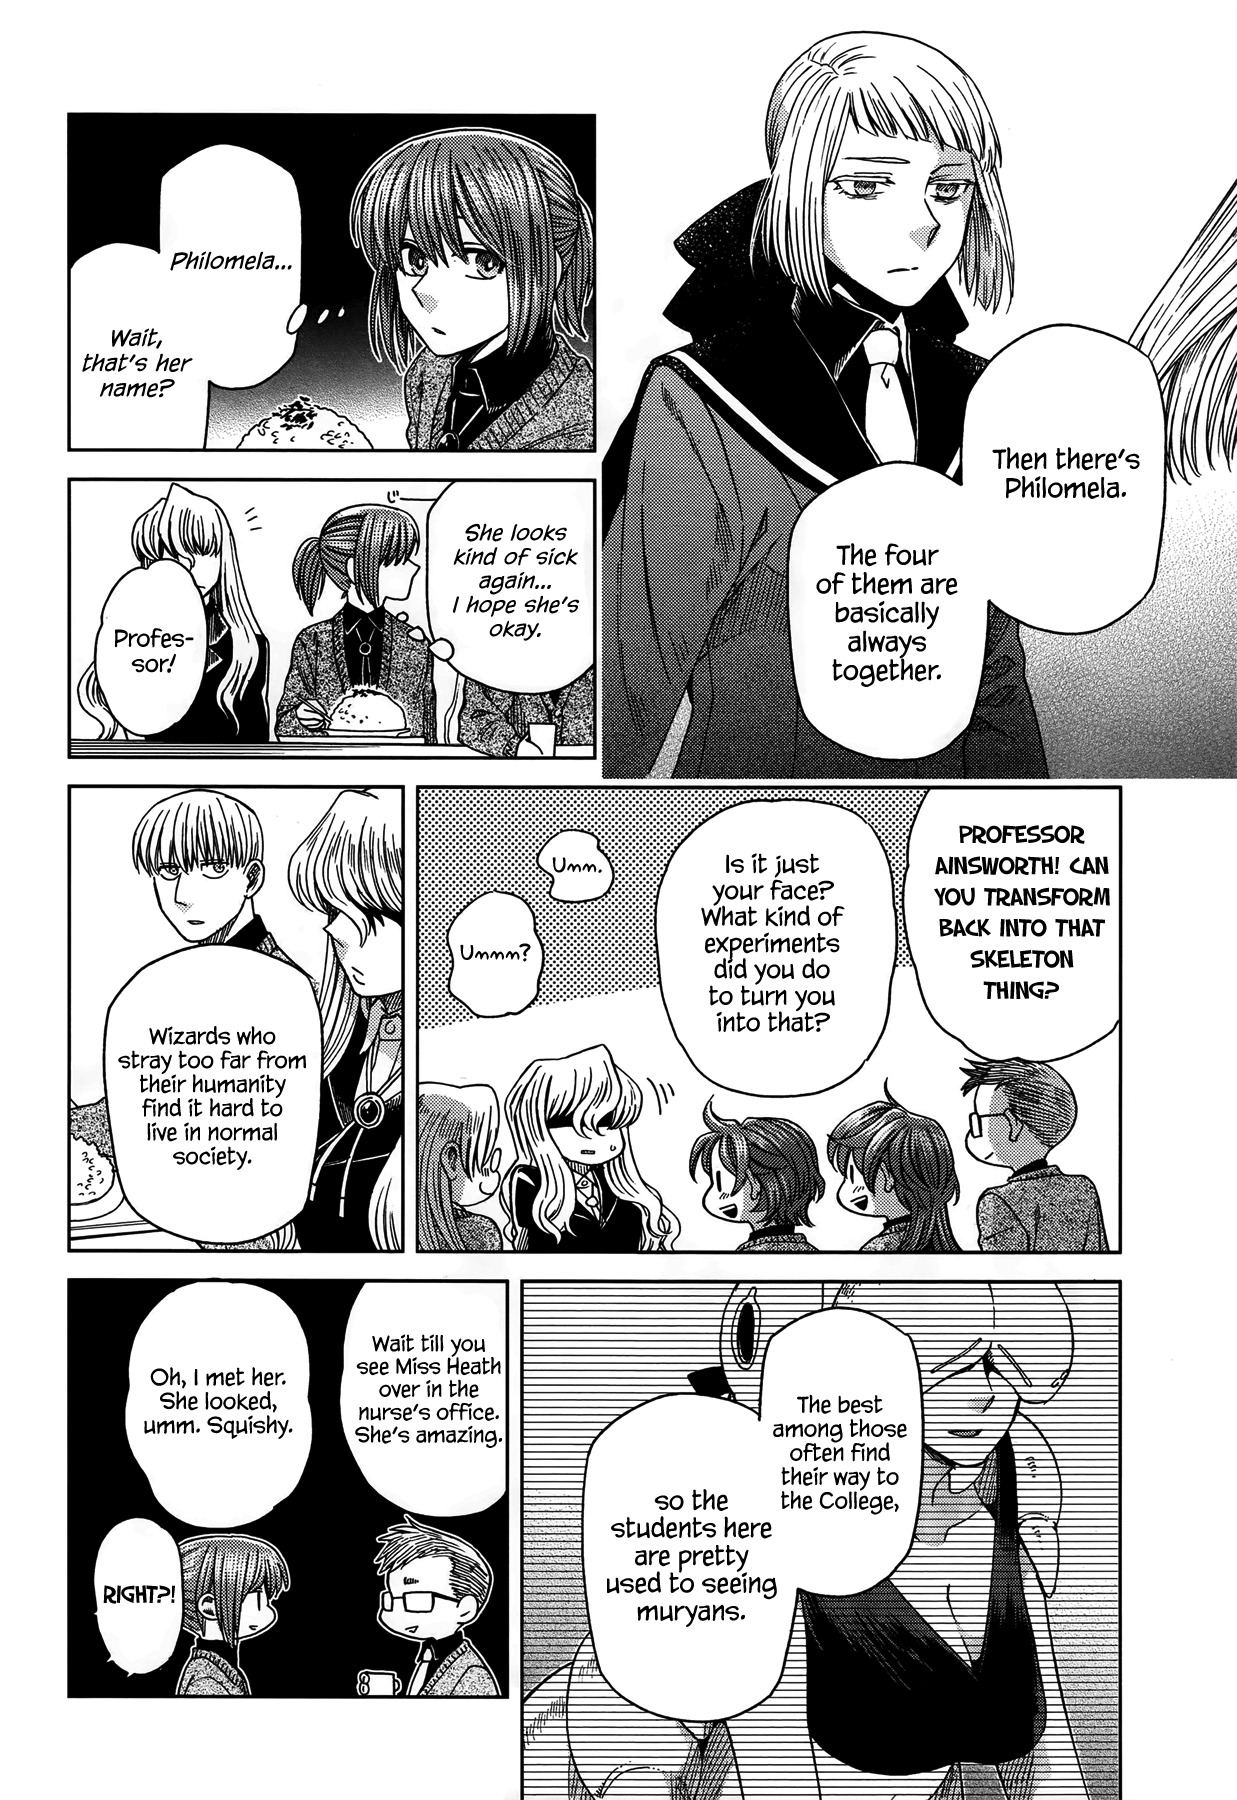 Then there's
Philomela.
The four
of them are
basically
always
together.
Philomela...
Wait,
that's her
name?
じー
She looks
kind of sick
again...
I hope she's
okay.
Profes-
sor!
PROFESSOR
AINSWORTH! CAN
YOU TRANSFORM
BACK INTO THAT
SKELETON
THING?
Is it just
your face?
What kind of
experiments
did you do
to turn you
into that?
Umm.
Ummm?
Wizards who
stray too far from
their humanity
find it hard to
live in normal
society.
The best
among those
often find
their way to
the College,
so the
students here
are pretty
used to seeing
muryans.
Wait till you
see Miss Heath
over in the
nurse's office.
She's amazing.
Oh, I met her.
She looked,
umm. Squishy.
RIGHT?!